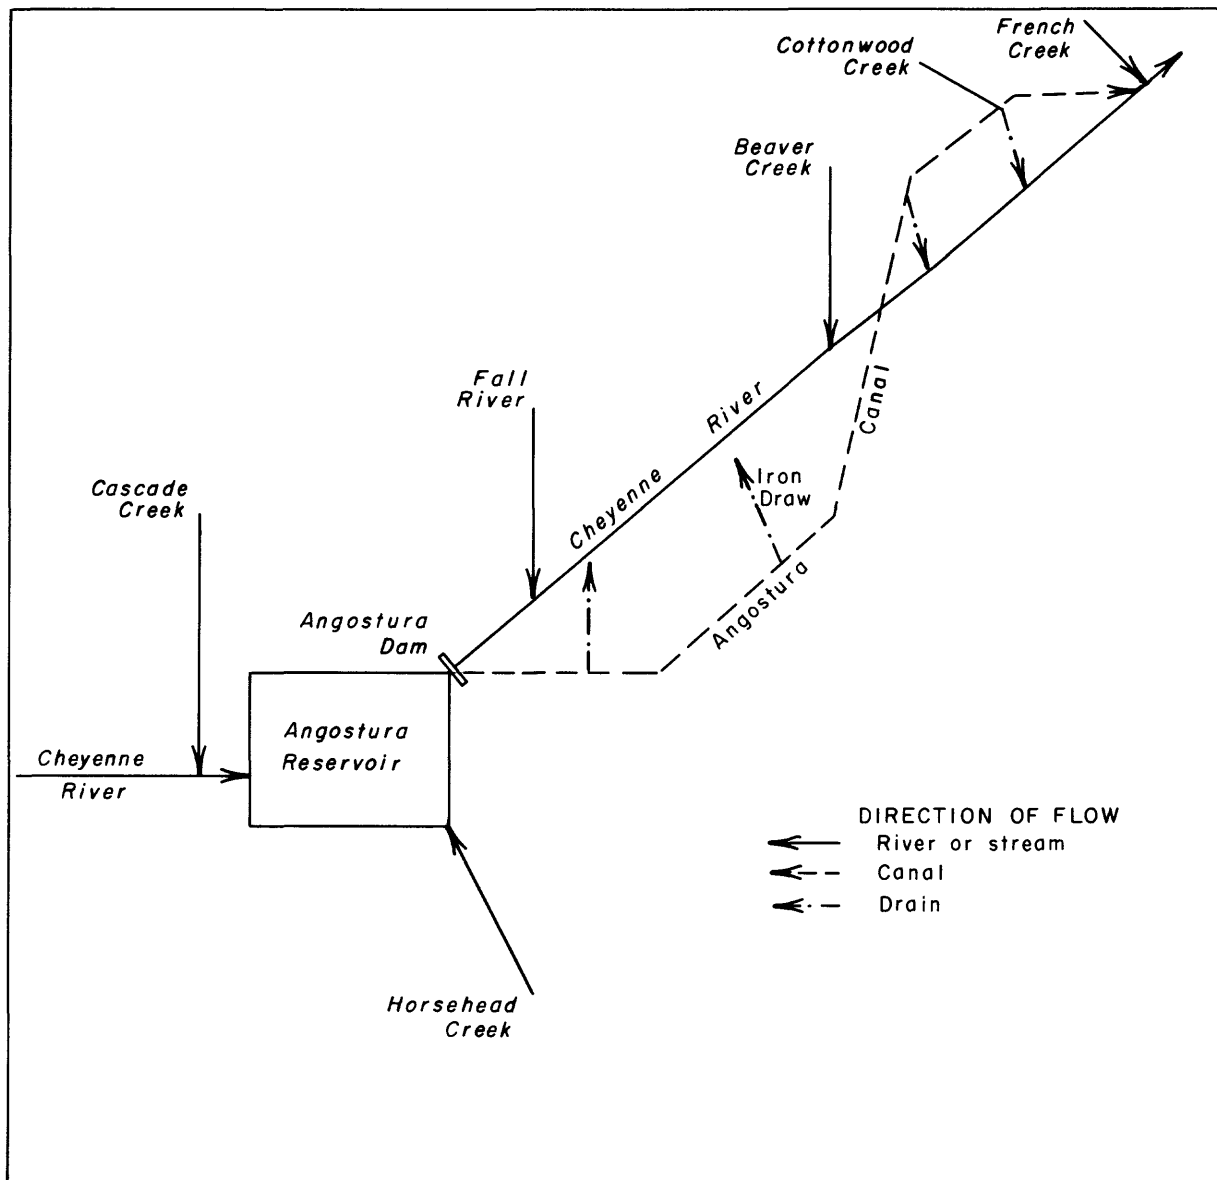 French
Creek
Cottonwood
Creek
Beaver
Creek
Fall
River
River
Canal
Cascade
Creek
Cheyenne
Iron
Draw
Angostura
Angostura
Dam
Angostura
Reservoir
Cheyenne
River
DIRECTION OF FLOW
River or stream
Canal
Drain
Horsehead
Creek